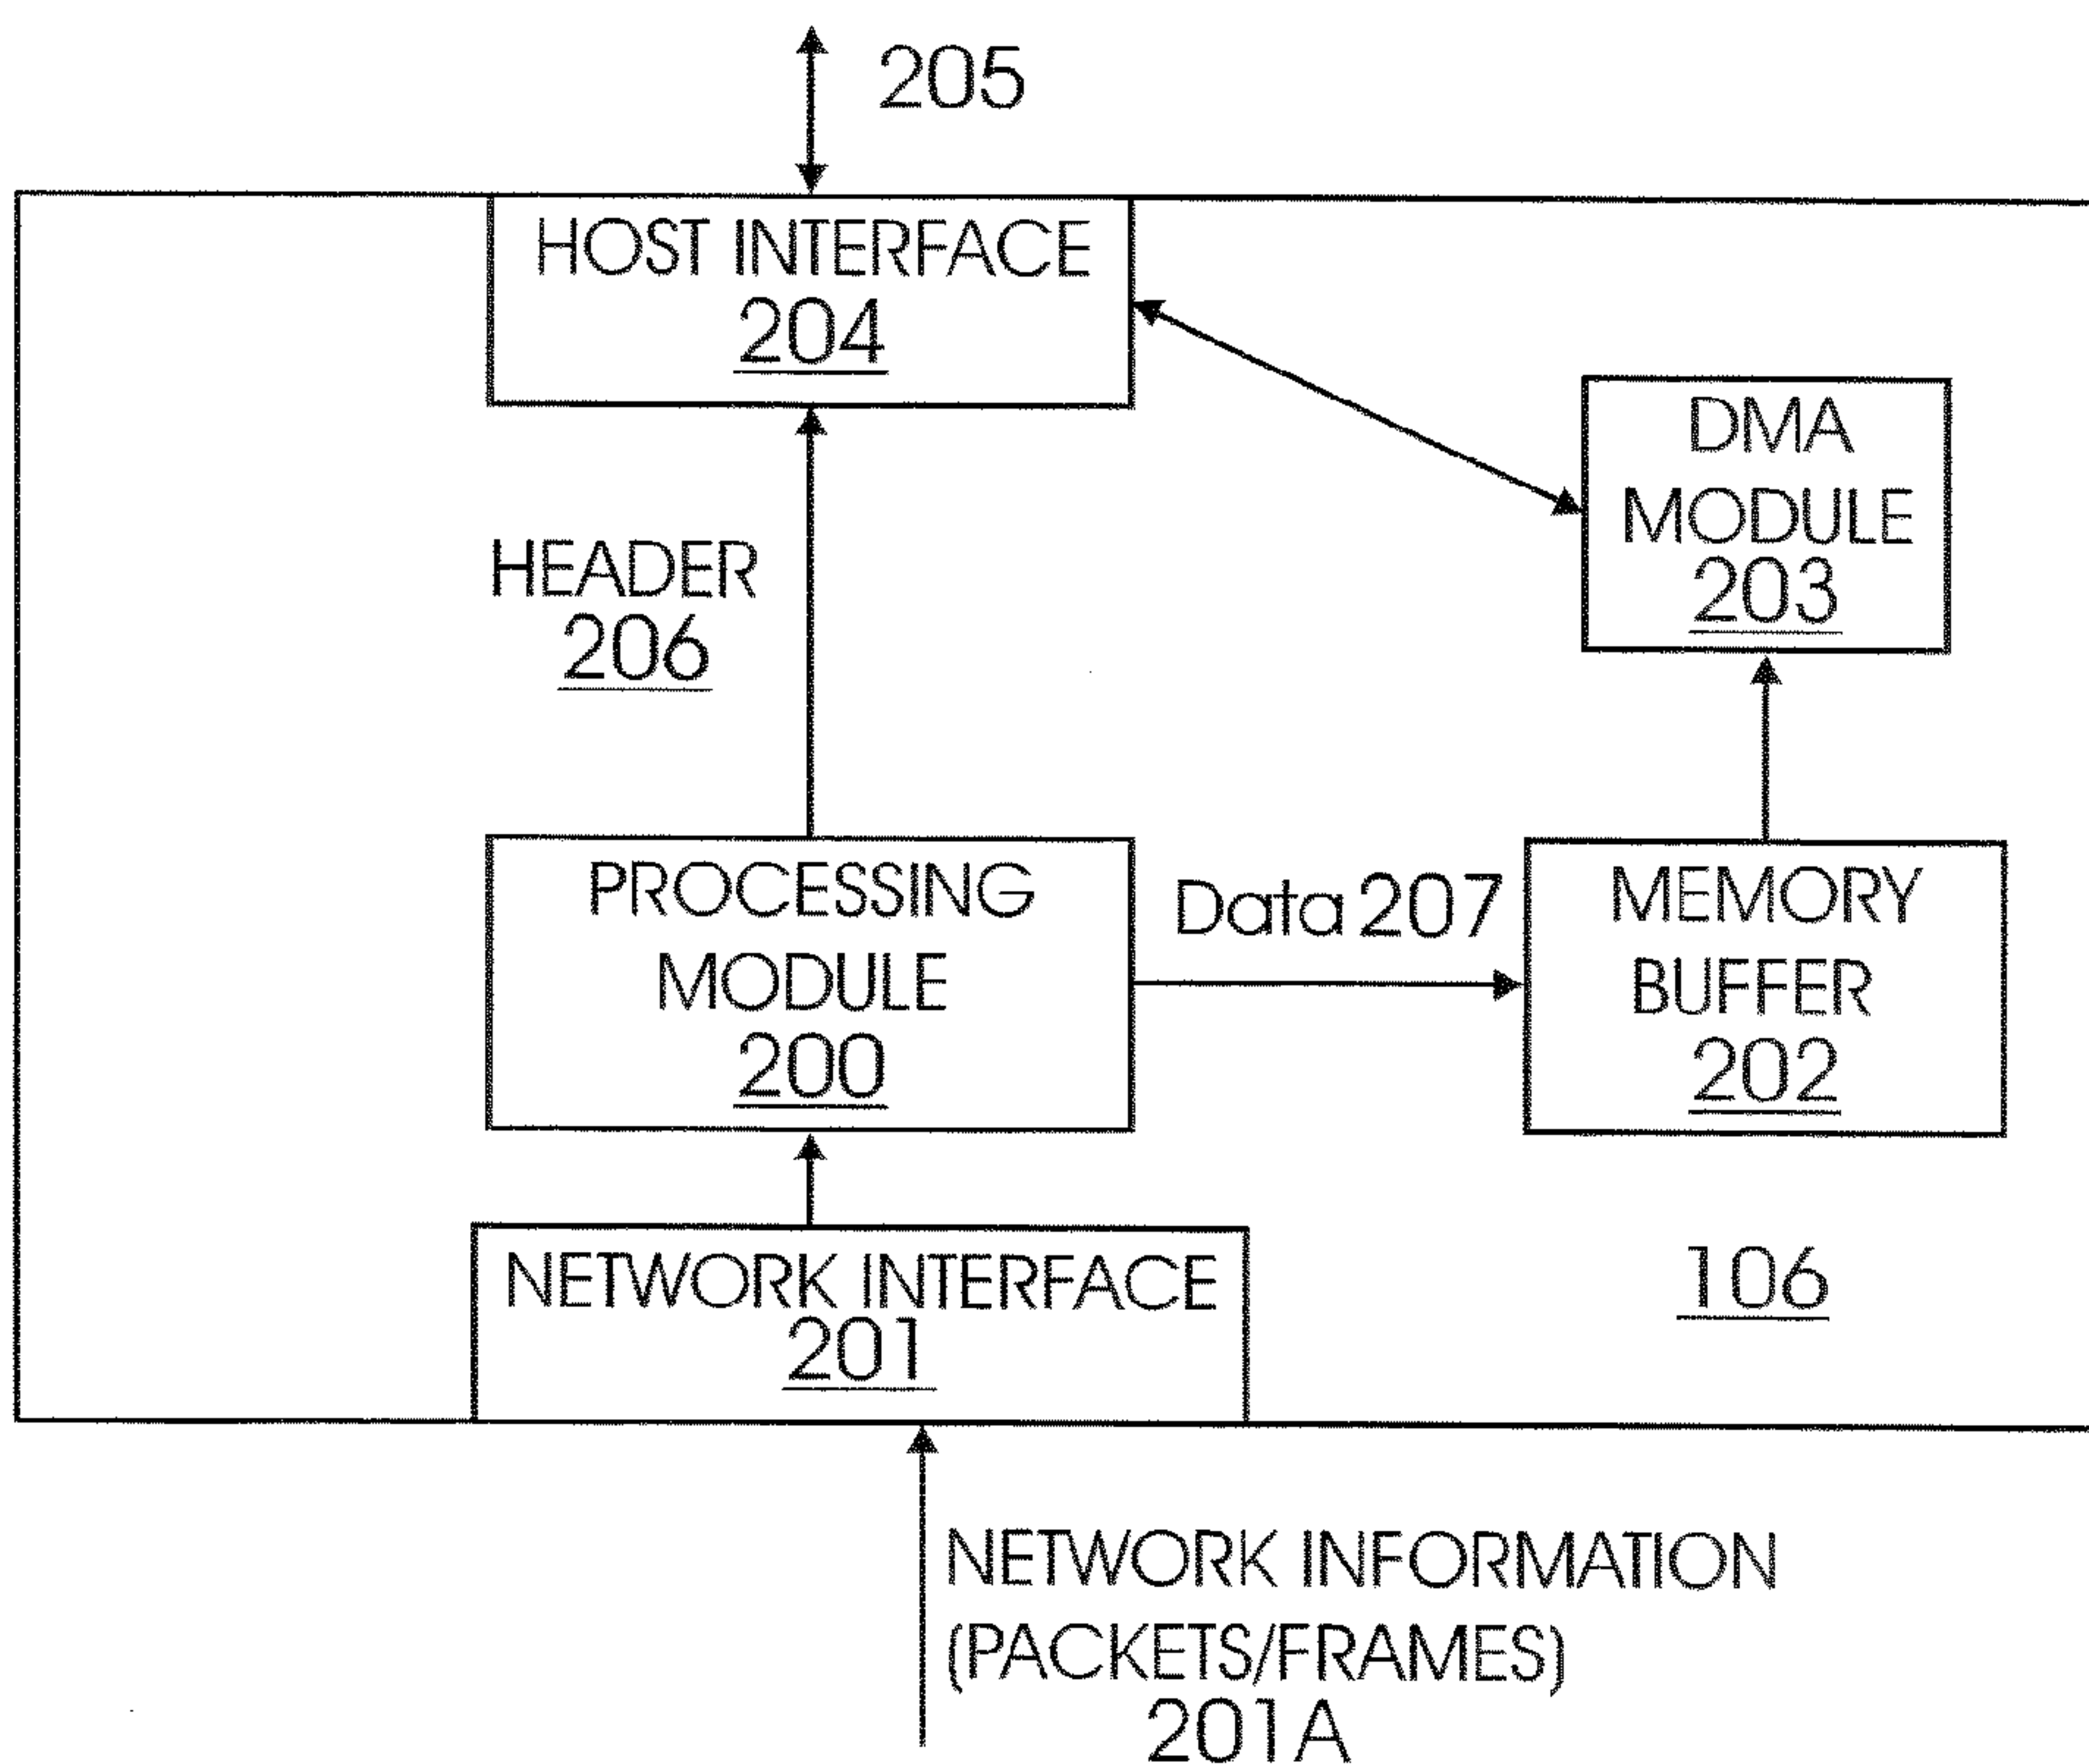 205
HOST INTERFACE
204
DMA
MODULE
203
HEADER
206
PROCESSING
MODULE
200
Data 207
MEMORY
BUFFER
202
NETWORK INTERFACE
201
106
NETWORK INFORMATION
(PACKETS/FRAMES)
201A